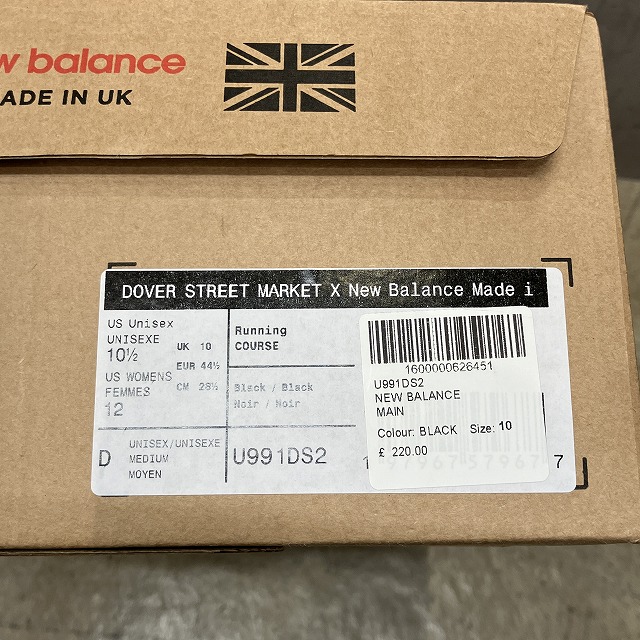 w balance
ADE IN UK
DOVER STREET MARKET X New Balance Made i
US Unisex
UNISEXE
10½
US WOMENS
FEMMES
12
UK 10
EUR 44½
CM 28½
Running
COURSE
Black / Black
Noir / Noir
D
UNISEX/UNISEXE
MEDIUM
MOYEN
U991DS2
1600000626451
U991DS2
NEW BALANCE
MAIN
Colour: BLACK Size: 10
£ 220.00
7